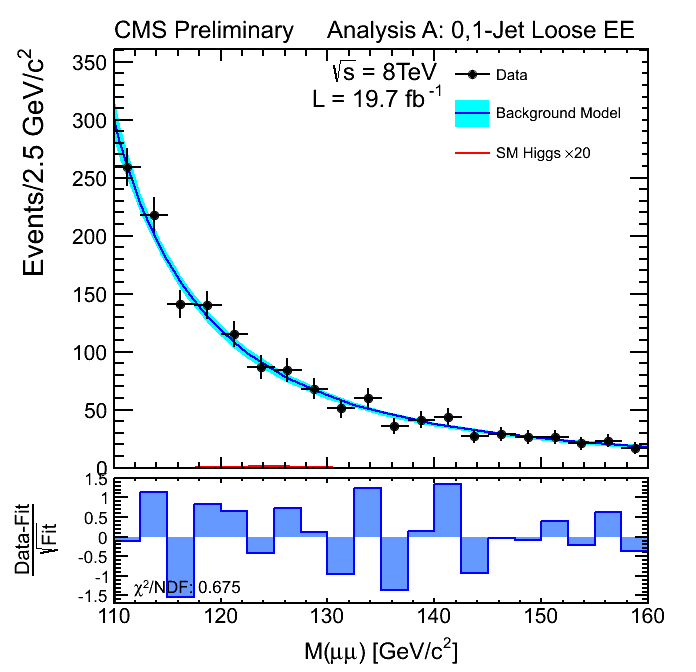 CMS Preliminary Analysis A: 0,1-Jet Loose EE
√s = 8TeV
L = 19.7 fb⁻¹
Data
Background Model
SM Higgs ×20
Events/2.5 GeV/c²
350
300
250
200
150
100
50
0
Data-Fit
√Fit
1.5
1
0.5
0
-0.5
-1
-1.5
χ²/NDF: 0.675
110 120 130 140 150 160
M(μμ) [GeV/c²]